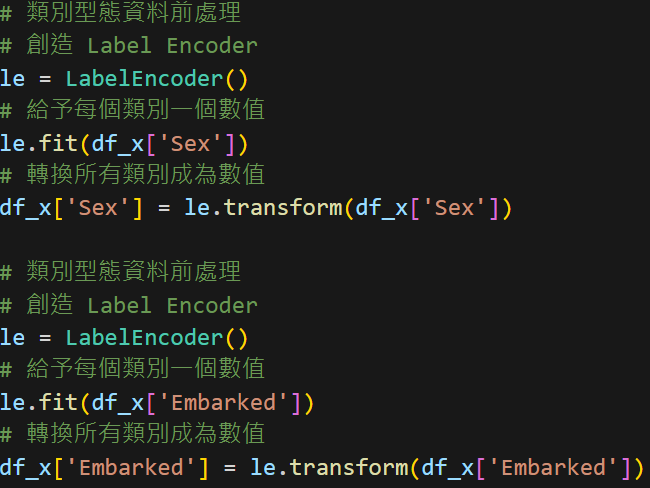 # 類別型態資料前處理
# 創造 Label Encoder
le = LabelEncoder()
# 給予每個類別一個數值
le.fit(df_x['Sex'])
# 轉換所有類別成為數值
df_x['Sex'] = le.transform(df_x['Sex'])
# 類別型態資料前處理
# 創造 Label Encoder
le = LabelEncoder()
# 給予每個類別一個數值
le.fit(df_x['Embarked'])
# 轉換所有類別成為數值
df_x['Embarked'] = le.transform(df_x['Embarked'])